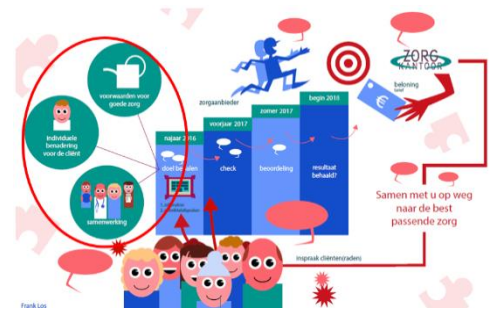 ZORG
KANTOOR
voorwaarden voor
goede zorg
zorgaanbieder
begin 2018
beloning
zomer 2017
voorjaar 2017
najaar 2016
individuele
benadering
voor de cliënt
doel bepalen
check
beoordeling
resultaat
behaald?
samenwerking
Samen met u op weg
naar de best
passende zorg
inspraak cliënten(raden)
Frank Los